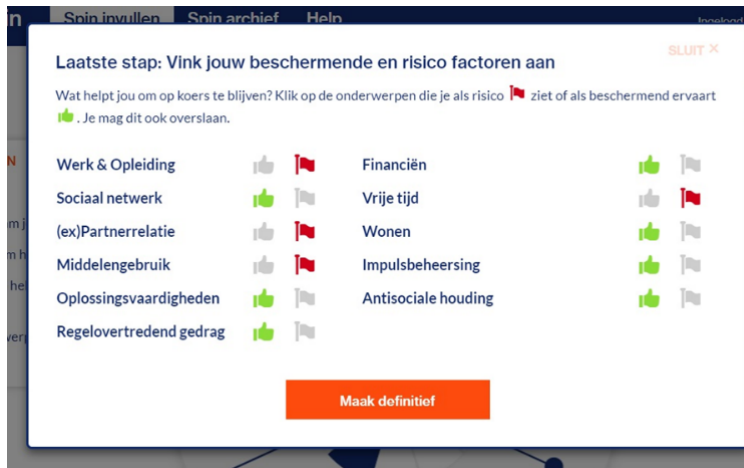 in Spin invullen Spin archief Help Ingelogd
SLUIT ×
Laatste stap: Vink jouw beschermende en risico factoren aan
Wat helpt jou om op koers te blijven? Klik op de onderwerpen die je als risico ziet of als beschermend ervaart
. Je mag dit ook overslaan.
Werk & Opleiding
Sociaal netwerk
(ex)Partnerrelatie
Middelengebruik
Oplossingsvaardigheden
Regelovertredend gedrag
Financiën
Vrije tijd
Wonen
Impulsbeheersing
Antisociale houding
Maak definitief